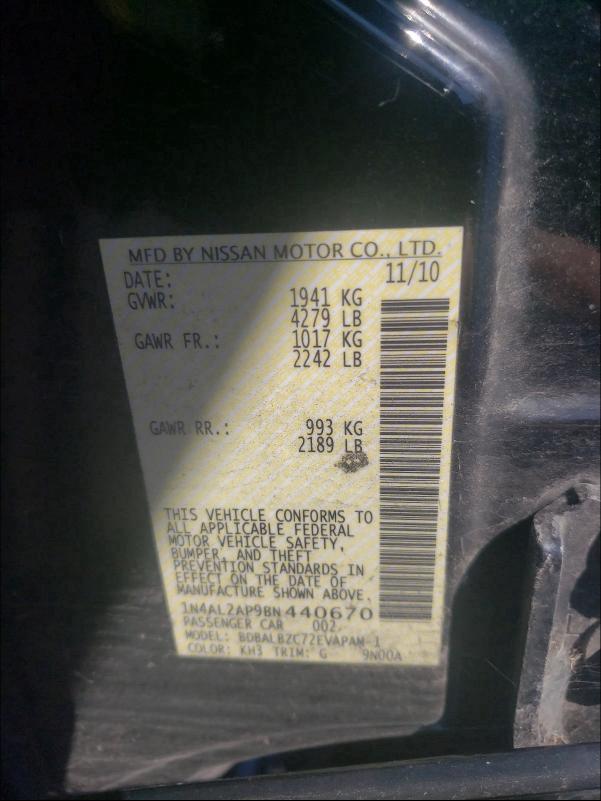 MFD BY NISSAN MOTOR CO., LTD.
DATE: 11/10
GVWR: 1941 KG
4279 LB
GAWR FR.: 1017 KG
2242 LB
GAWR RR.: 993 KG
2189 LB
THIS VEHICLE CONFORMS TO
ALL APPLICABLE FEDERAL
MOTOR VEHICLE SAFETY,
BUMPER, AND THEFT
PREVENTION STANDARDS IN
EFFECT ON THE DATE OF
MANUFACTURE SHOWN ABOVE.
1N4AL2AP9BN440670
PASSENGER CAR 002
MODEL: BDBALBZC72EVAPAM-1
COLOR: KH3 TRIM: G 9N00A